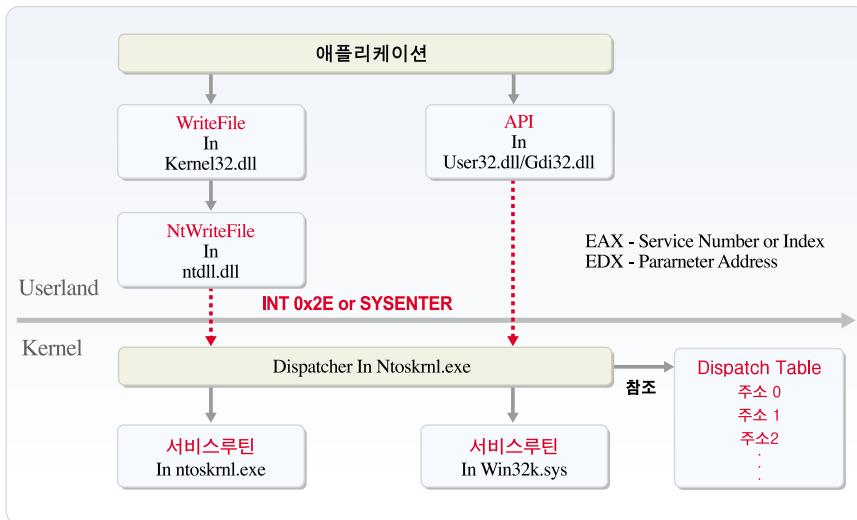 애플리케이션
WriteFile
In
Kernel32.dll
API
In
User32.dll/Gdi32.dll
NtWriteFile
In
ntdll.dll
EAX - Service Number or Index
EDX - Pararneter Address
Userland
INT 0x2E or SYSENTER
Kernel
Dispatcher In Ntoskrnl.exe
참조
Dispatch Table
주소 0
주소 1
주소2
.
.
.
서비스루틴
In ntoskrnl.exe
서비스루틴
In Win32k.sys